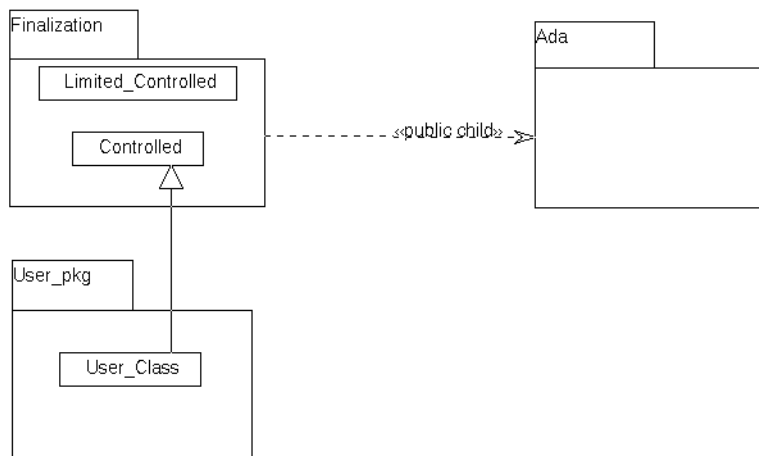 Finalization
Ada
Limited_Controlled
«public child»
Controlled
User_pkg
User_Class